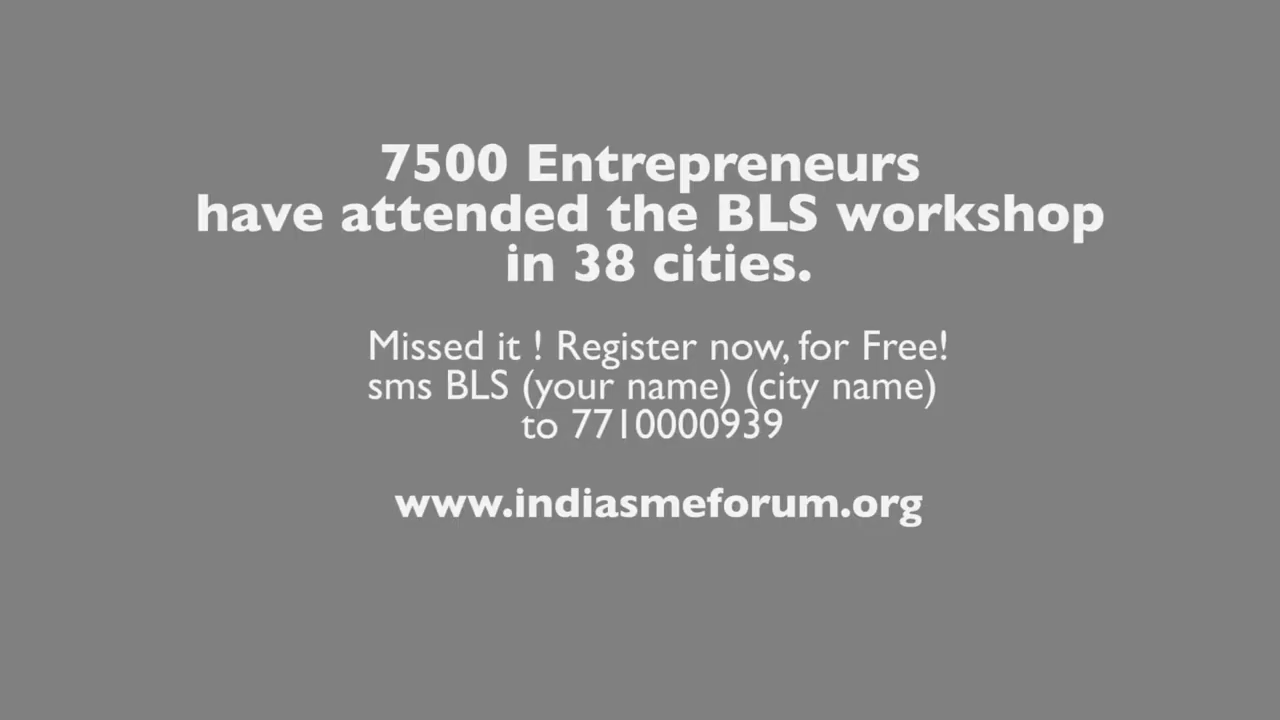 7500 Entrepreneurs
have attended the BLS workshop
in 38 cities.
Missed it ! Register now, for Free!
sms BLS (your name) (city name)
to 7710000939
www.indiasmeforum.org